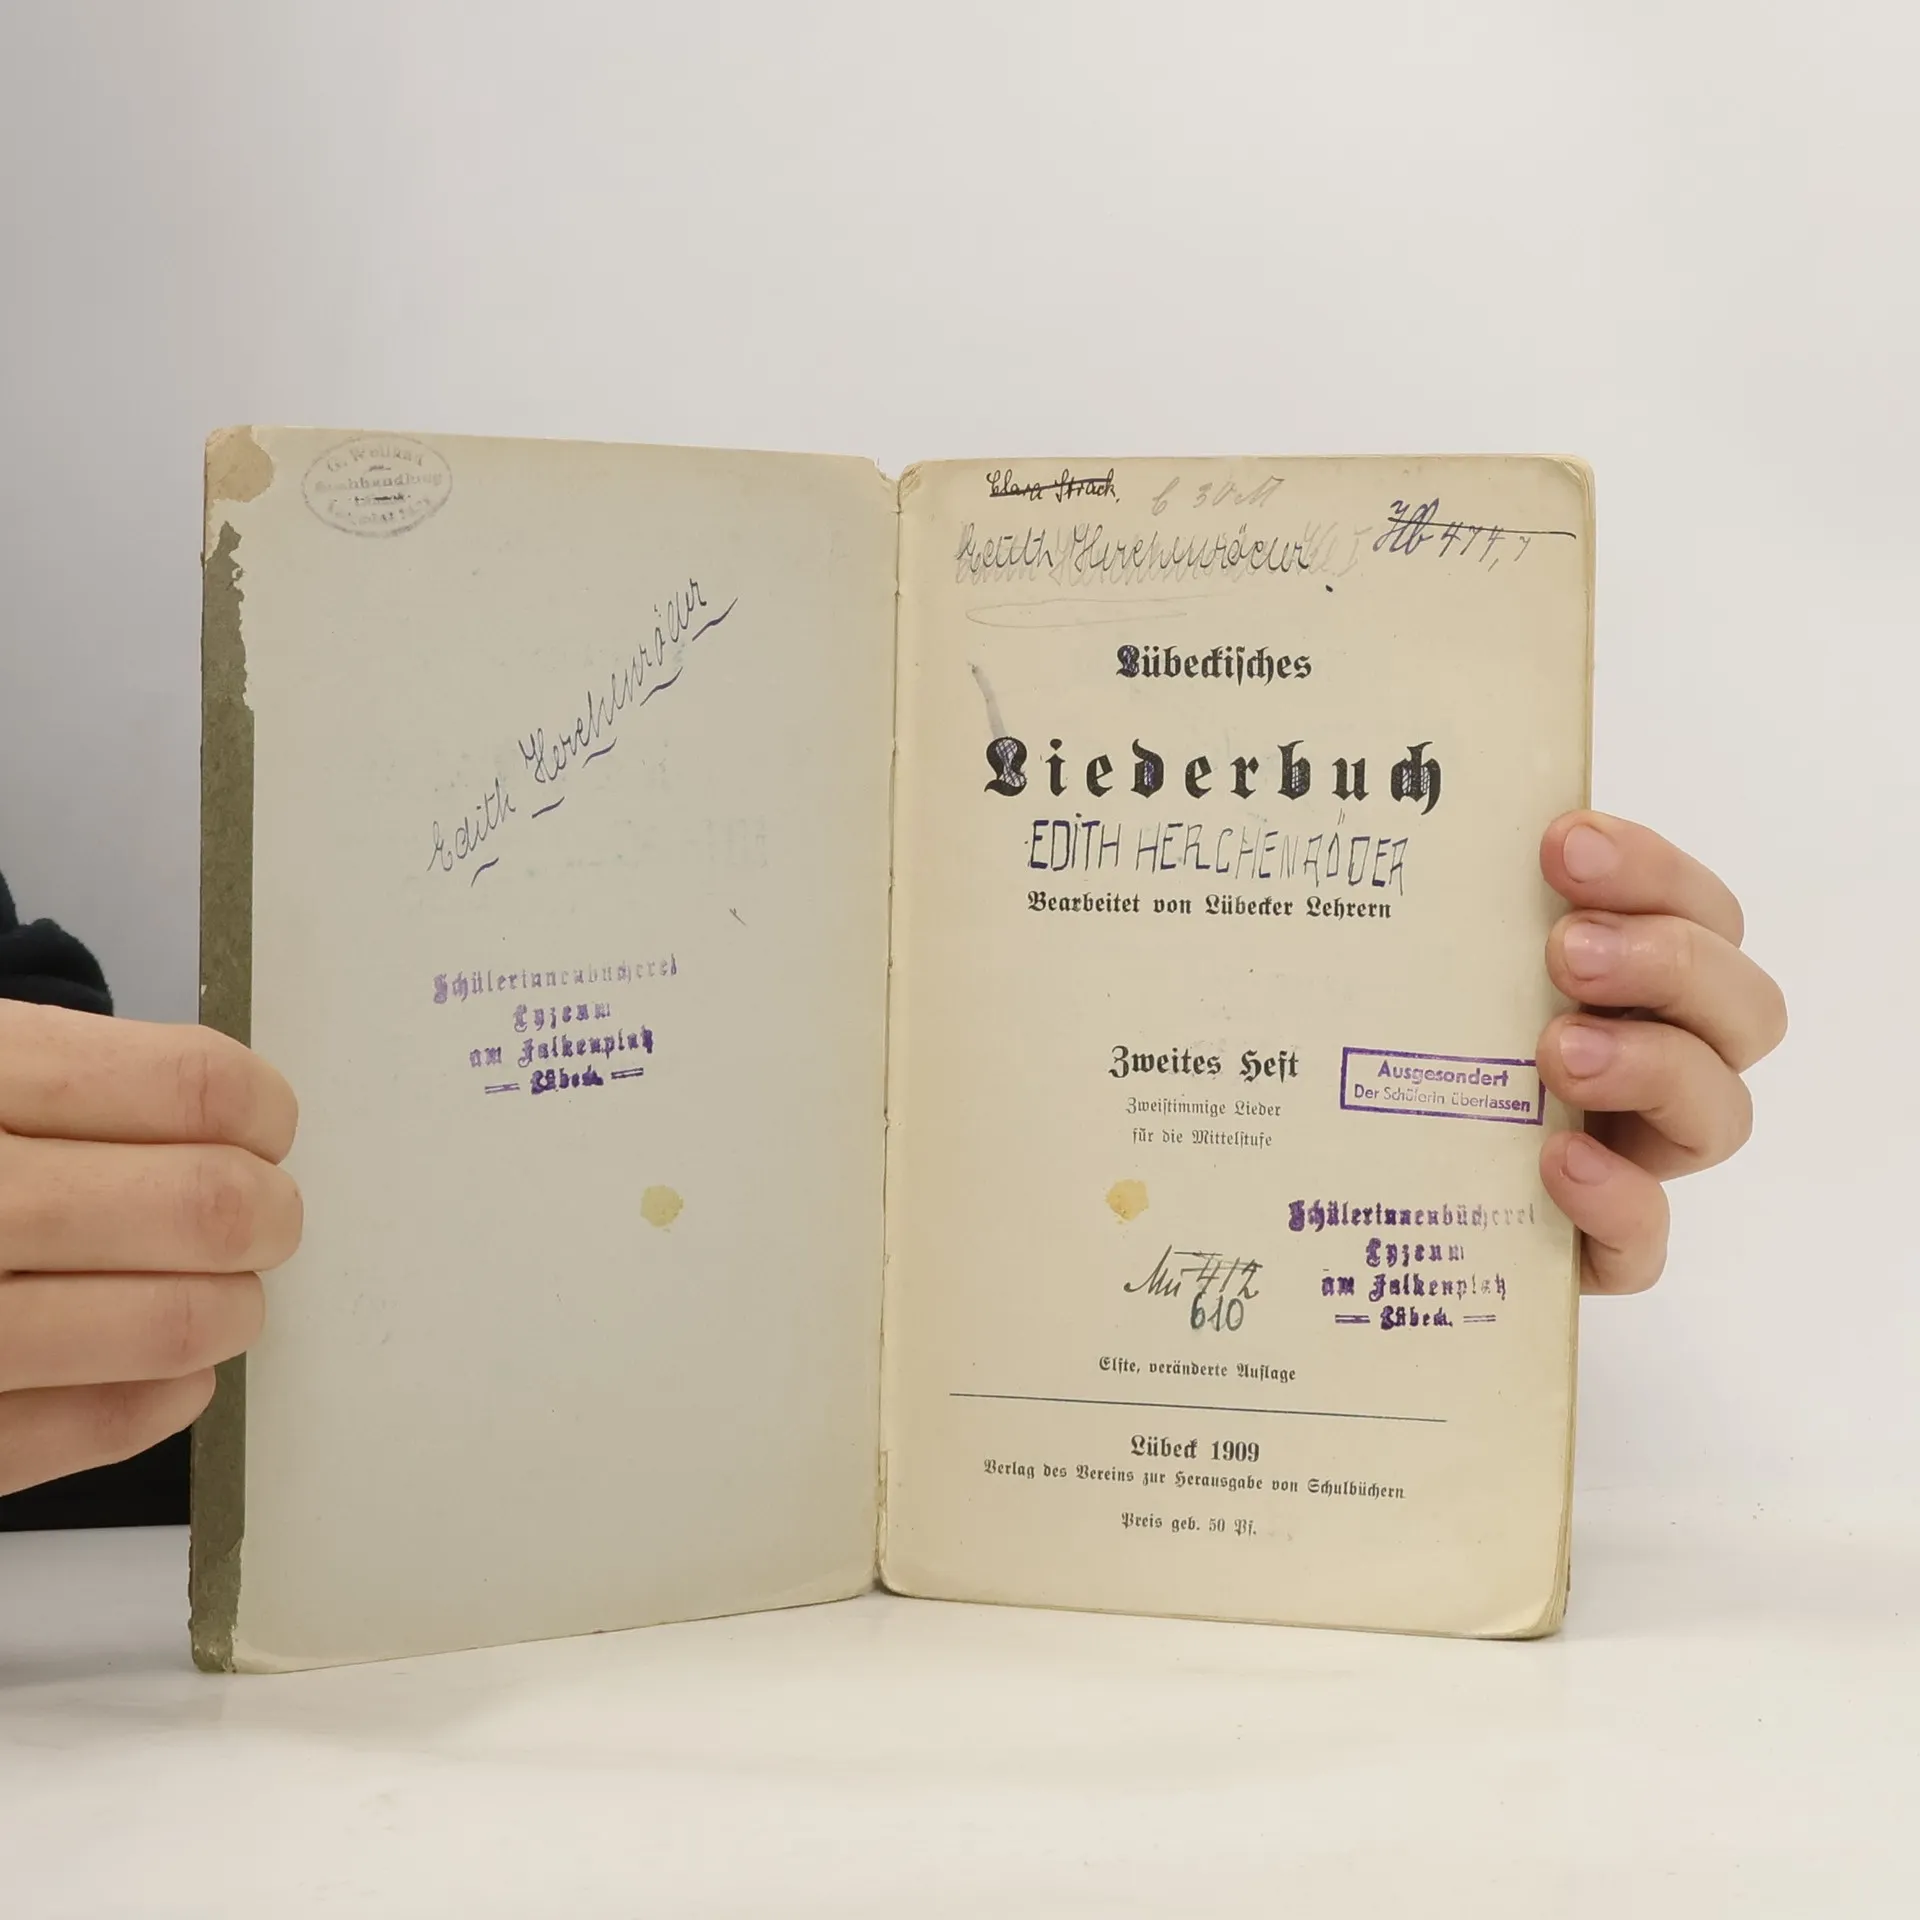 Buchhandlung
Edith Herchenröder
Schülerinnenbücherei
Lyzeum
am Falkenplatz
Lübeck.
Clara Strack.
6 30 M
Edith Herchenröder
Hb 474, 7
Lübeckisches
Liederbuch
EDITH HERCHENRÖDER
Bearbeitet von Lübecker Lehrern
Zweites Heft
Zweistimmige Lieder
für die Mittelstufe
Ausgesondert
Der Schülerin überlassen
Schülerinnenbücherei
Lyzeum
am Falkenplatz
Lübeck.
Mu 412
610
Elfte, veränderte Auflage
Lübeck 1909
Verlag des Vereins zur Herausgabe von Schulbüchern
Preis geb. 50 Pf.